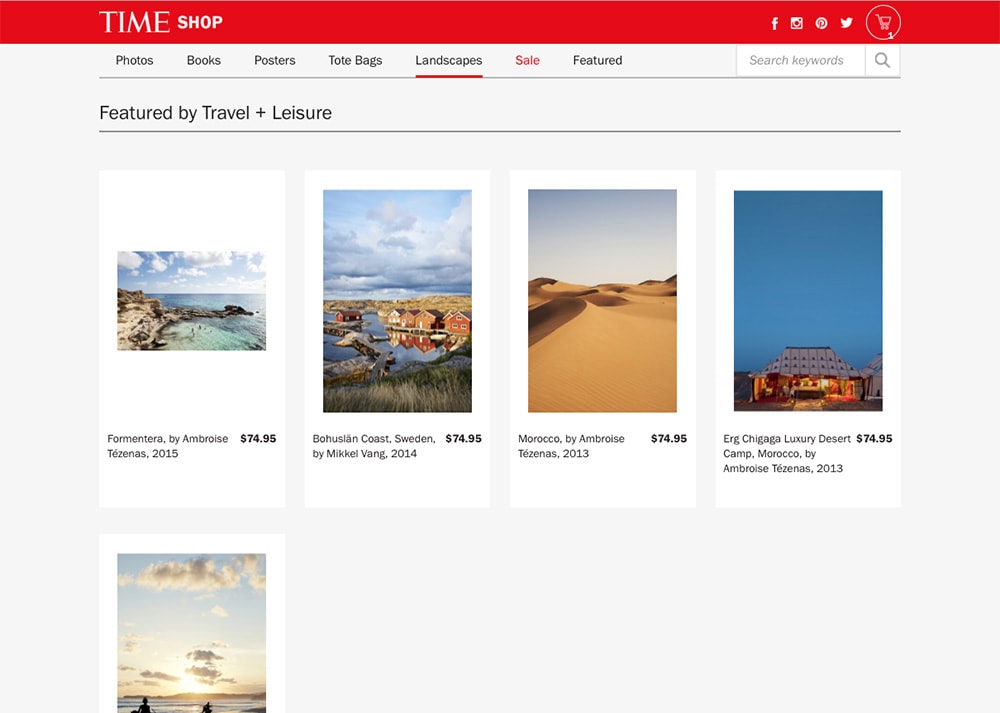 TIME SHOP
1
Photos Books Posters Tote Bags Landscapes Sale Featured Search keywords
Featured by Travel + Leisure
Formentera, by Ambroise $74.95
Tézenas, 2015
Bohuslän Coast, Sweden, $74.95
by Mikkel Vang, 2014
Morocco, by Ambroise $74.95
Tézenas, 2013
Erg Chigaga Luxury Desert $74.95
Camp, Morocco, by
Ambroise Tézenas, 2013